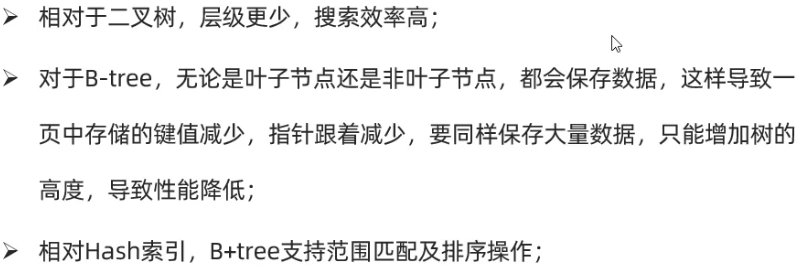 ➢ 相对于二叉树，层级更少，搜索效率高；
➢ 对于B-tree，无论是叶子节点还是非叶子节点，都会保存数据，这样导致一
页中存储的键值减少，指针跟着减少，要同样保存大量数据，只能增加树的
高度，导致性能降低；
➢ 相对Hash索引，B+tree支持范围匹配及排序操作；